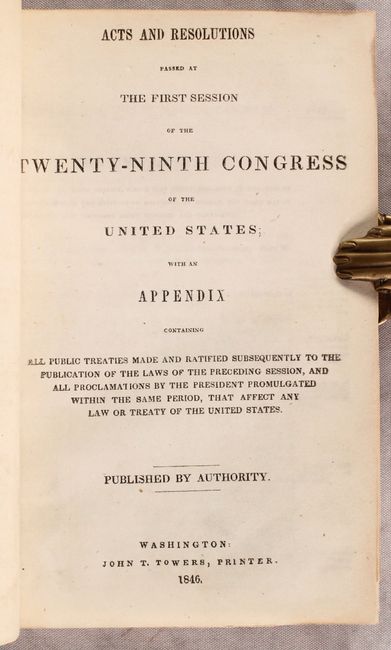 ACTS AND RESOLUTIONS
PASSED AT
THE FIRST SESSION
OF THE
TWENTY-NINTH CONGRESS
OF THE
UNITED STATES;
WITH AN
APPENDIX
CONTAINING
ALL PUBLIC TREATIES MADE AND RATIFIED SUBSEQUENTLY TO THE
PUBLICATION OF THE LAWS OF THE PRECEDING SESSION, AND
ALL PROCLAMATIONS BY THE PRESIDENT PROMULGATED
WITHIN THE SAME PERIOD, THAT AFFECT ANY
LAW OR TREATY OF THE UNITED STATES.
PUBLISHED BY AUTHORITY.
WASHINGTON:
JOHN T. TOWERS, PRINTER.
1846.